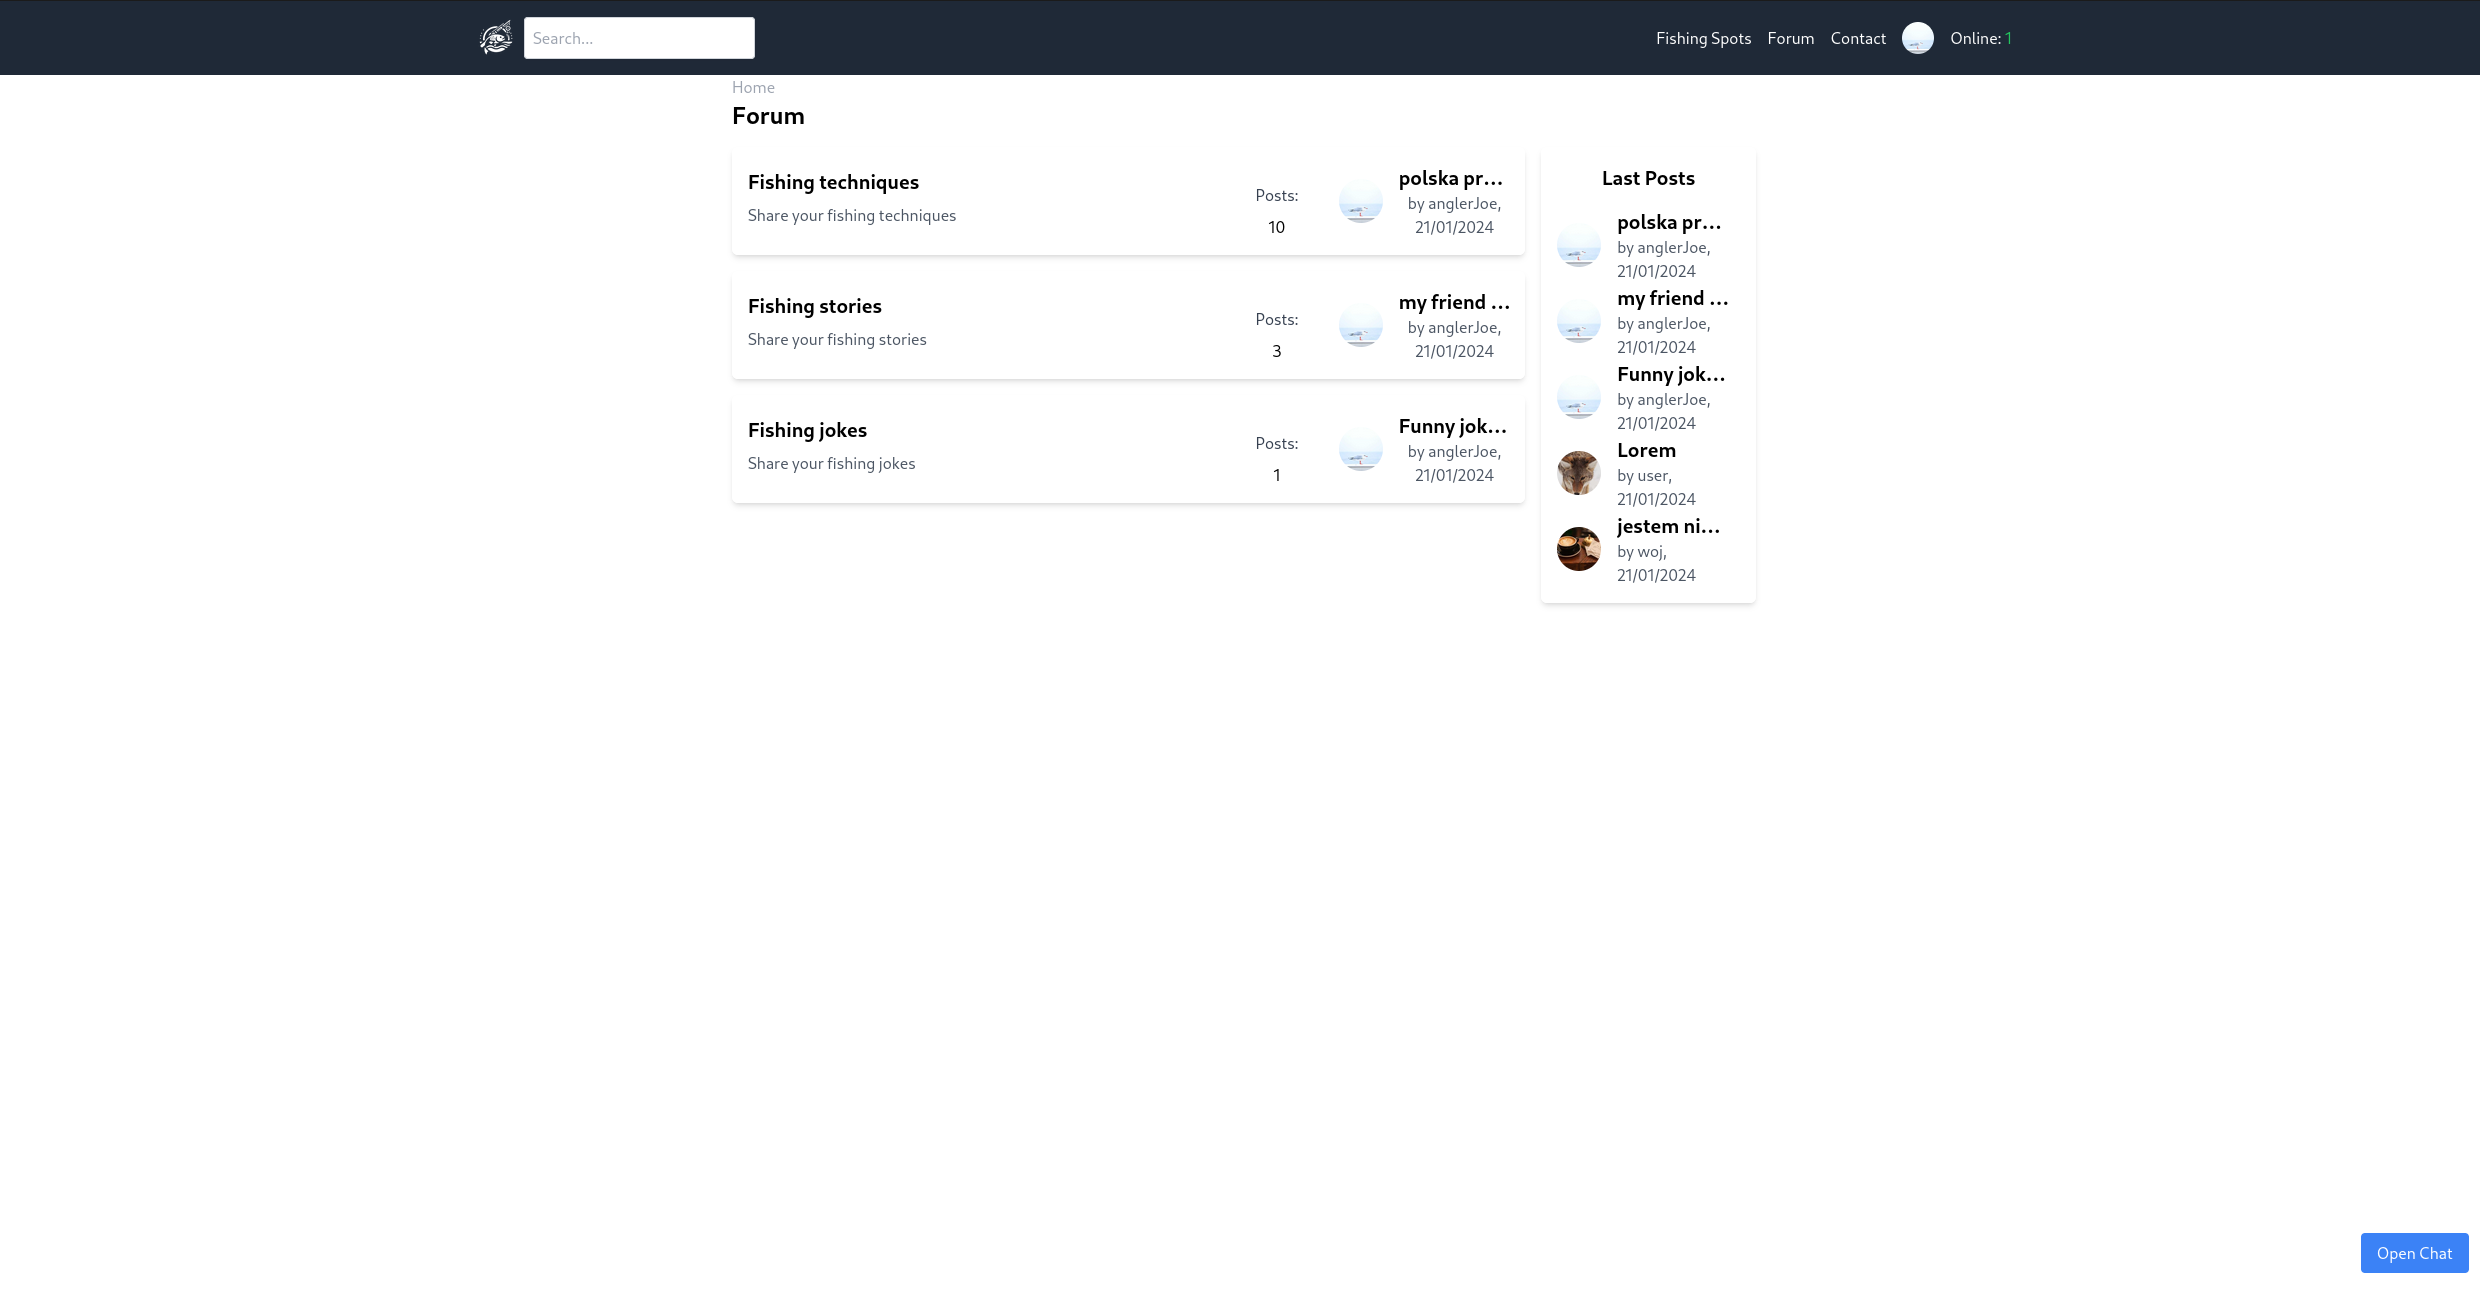 Search...
Fishing Spots
Forum
Contact
Online: 1
Home
Forum
Fishing techniques
Share your fishing techniques
Posts:
10
polska pr...
by anglerJoe,
21/01/2024
Fishing stories
Share your fishing stories
Posts:
3
my friend ...
by anglerJoe,
21/01/2024
Fishing jokes
Share your fishing jokes
Posts:
1
Funny jok...
by anglerJoe,
21/01/2024
Last Posts
polska pr...
by anglerJoe,
21/01/2024
my friend ...
by anglerJoe,
21/01/2024
Funny jok...
by anglerJoe,
21/01/2024
Lorem
by user,
21/01/2024
jestem ni...
by woj,
21/01/2024
Open Chat